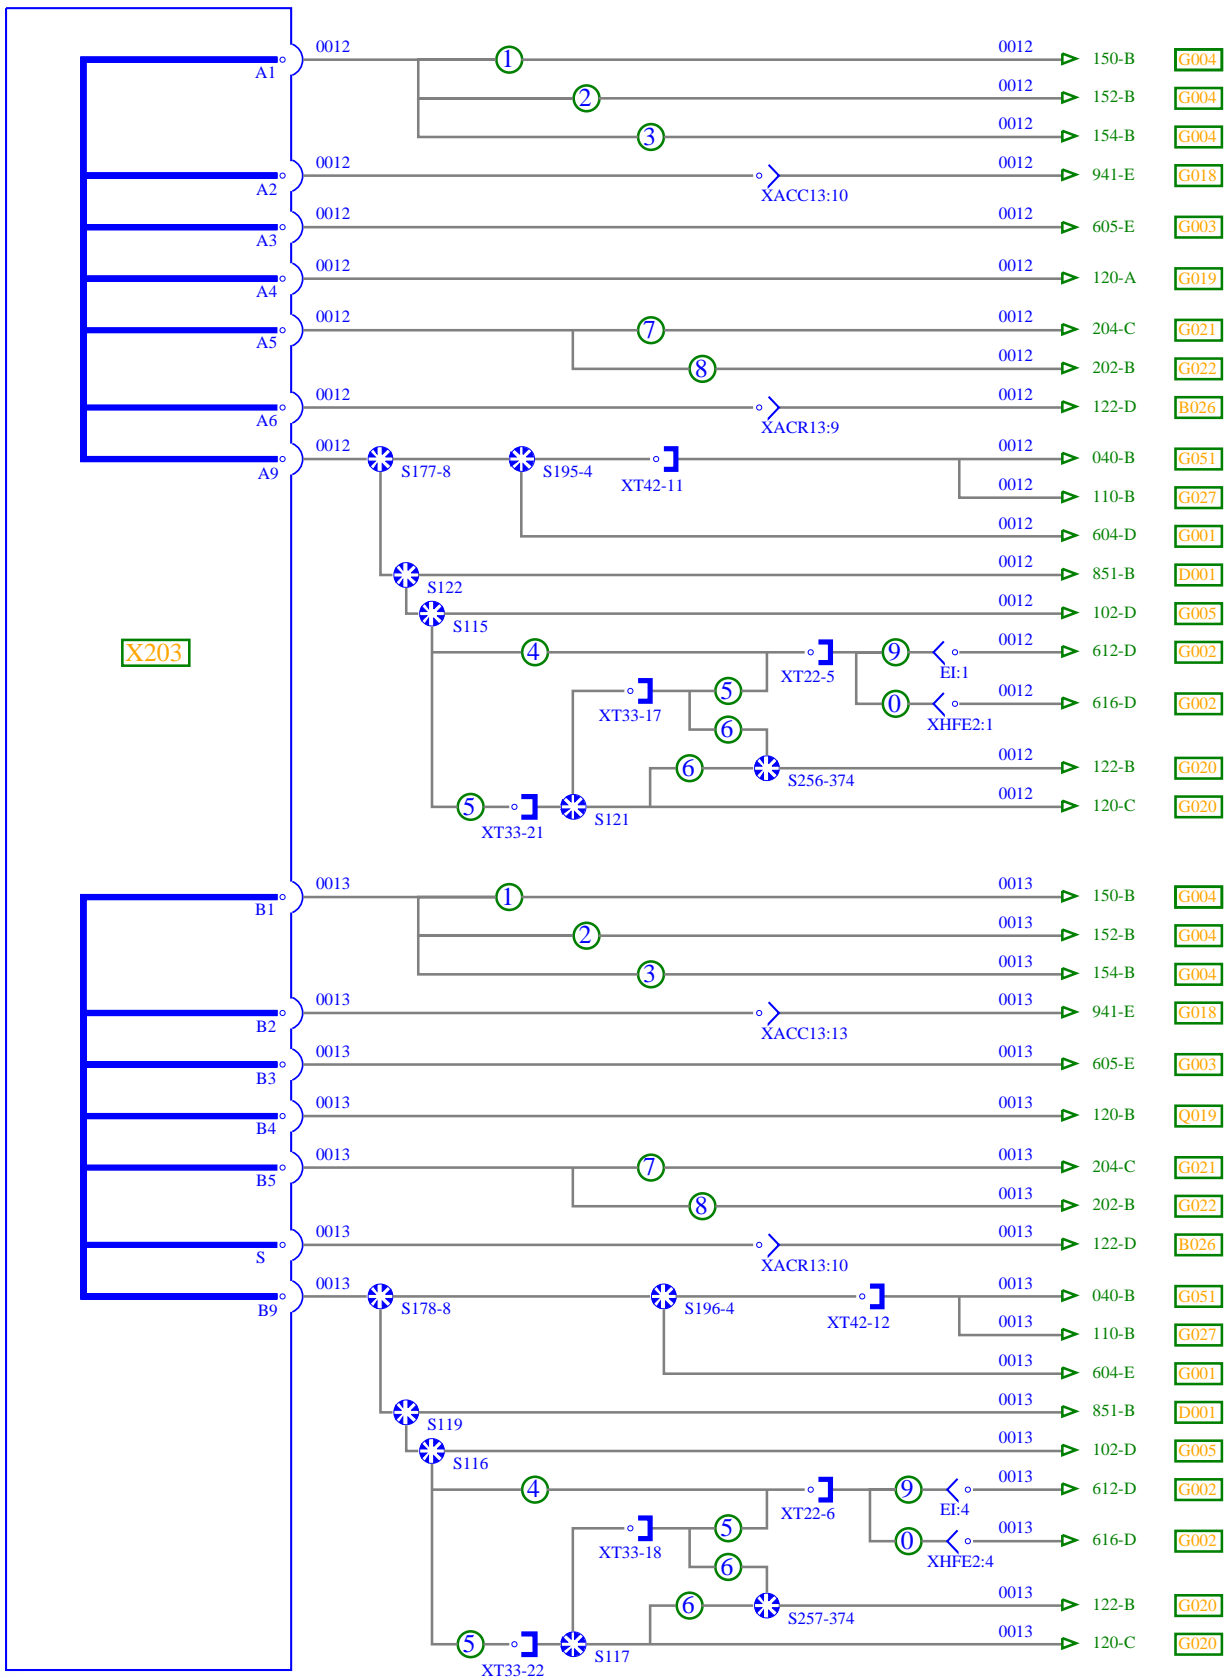 0012 1 0012 150-B G004
A1
2 0012 152-B G004
3 0012 154-B G004
0012 0012 941-E G018
A2 XACC13:10
0012 0012 605-E G003
A3
0012 0012 120-A G019
A4
0012 7 0012 204-C G021
A5
8 0012 202-B G022
0012 0012 122-D B026
A6 XACR13:9
0012 0012 040-B G051
A9 S177-8 S195-4 XT42-11
0012 110-B G027
0012 604-D G001
0012 851-B D001
S122
0012 102-D G005
S115
X203
4 9 0012 612-D G002
XT22-5 EI:1
5 0 0012 616-D G002
XT33-17 XHFE2:1
6
6 0012 122-B G020
S256-374
5 0012 120-C G020
XT33-21 S121
0013 1 0013 150-B G004
B1
2 0013 152-B G004
3 0013 154-B G004
0013 0013 941-E G018
B2 XACC13:13
0013 0013 605-E G003
B3
0013 0013 120-B Q019
B4
0013 7 0013 204-C G021
B5
8 0013 202-B G022
0013 0013 122-D B026
S XACR13:10
0013 0013 040-B G051
B9 S178-8 S196-4 XT42-12
0013 110-B G027
0013 604-E G001
0013 851-B D001
S119
0013 102-D G005
S116
4 9 0013 612-D G002
XT22-6 EI:4
5 0 0013 616-D G002
XT33-18 XHFE2:4
6
6 0013 122-B G020
S257-374
5 0013 120-C G020
XT33-22 S117